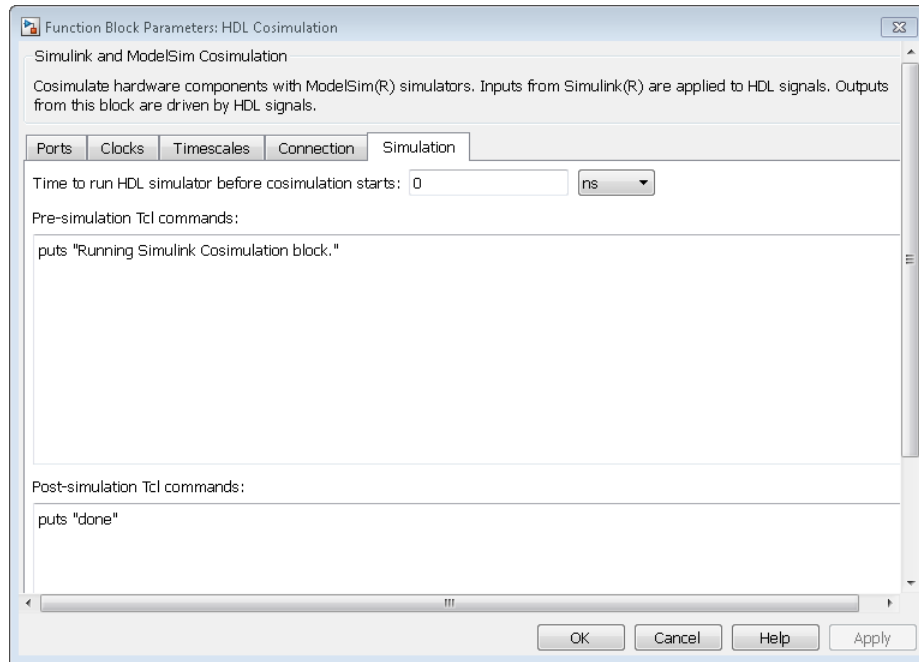 Function Block Parameters: HDL Cosimulation
Simulink and ModelSim Cosimulation
Cosimulate hardware components with ModelSim(R) simulators. Inputs from Simulink(R) are applied to HDL signals. Outputs
from this block are driven by HDL signals.
Ports Clocks Timescales Connection Simulation
Time to run HDL simulator before cosimulation starts: 0 ns
Pre-simulation Tcl commands:
puts "Running Simulink Cosimulation block."
Post-simulation Tcl commands:
puts "done"
OK Cancel Help Apply